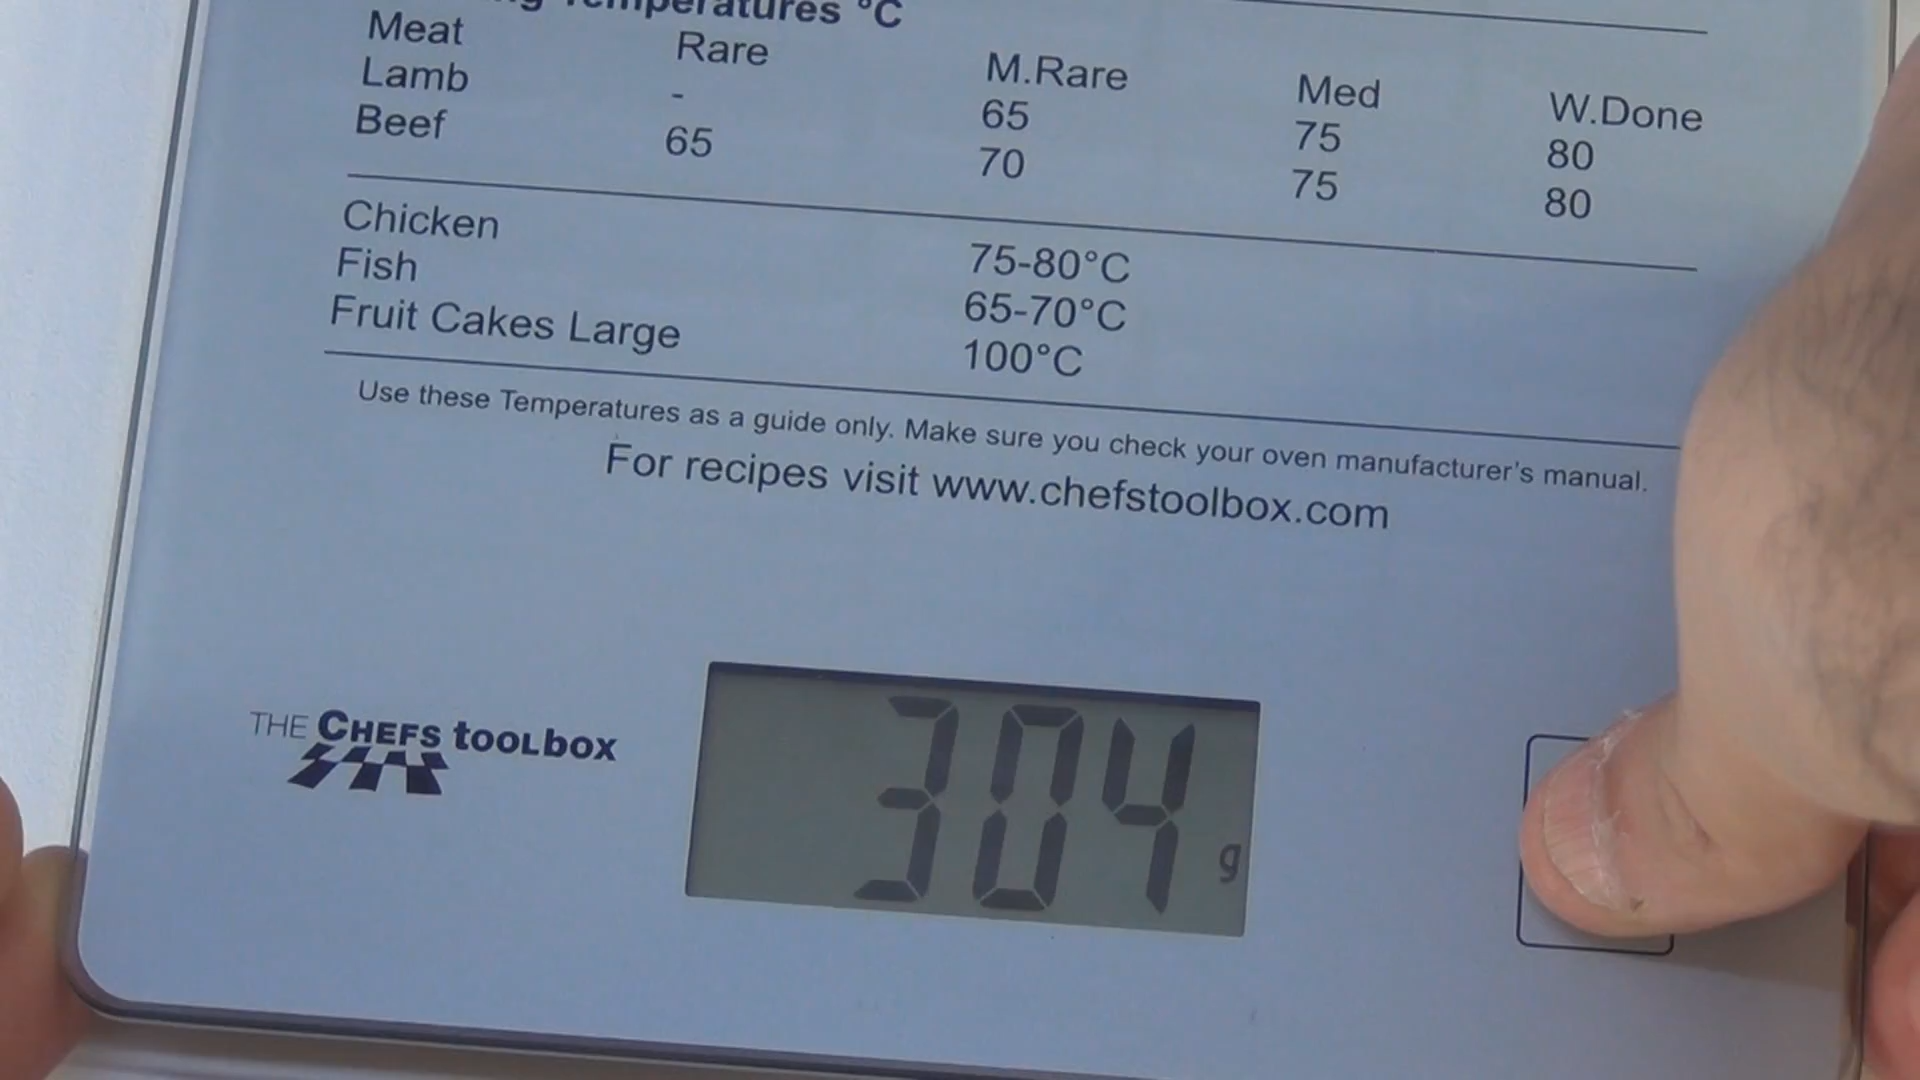 Temperatures °C
Meat Rare M.Rare Med W.Done
Lamb - 65 75 80
Beef 65 70 75 80
Chicken 75-80°C
Fish 65-70°C
Fruit Cakes Large 100°C
Use these Temperatures as a guide only. Make sure you check your oven manufacturer's manual.
For recipes visit www.chefstoolbox.com
THE CHEFS tooLbox
304 g